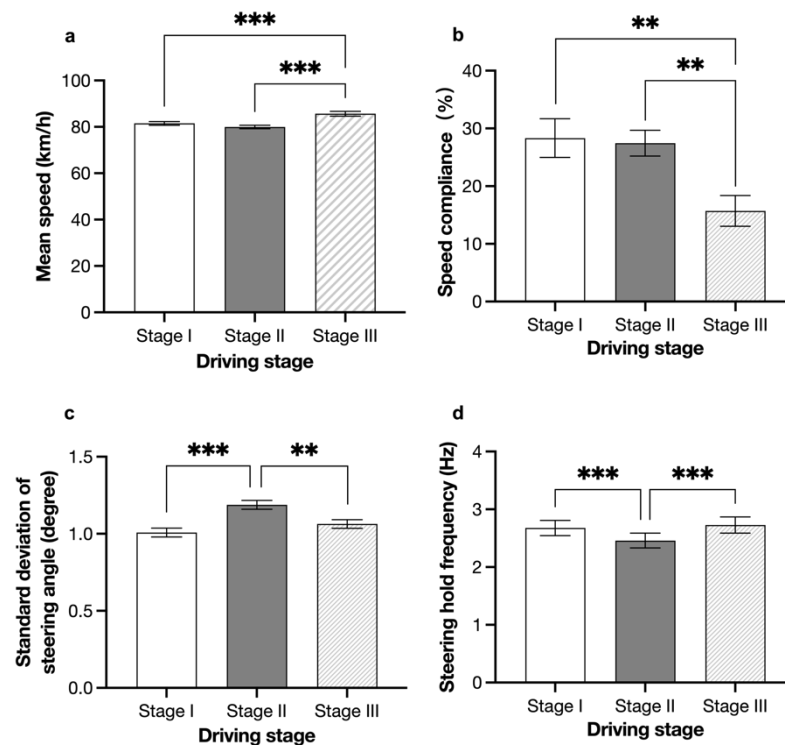 a
***
***
100
80
60
40
20
0
Mean speed (km/h)
Stage I Stage II Stage III
Driving stage
b
**
**
40
30
20
10
0
Speed compliance (%)
Stage I Stage II Stage III
Driving stage
c
*** **
1.5
1.0
0.5
0.0
Standard deviation of
steering angle (degree)
Stage I Stage II Stage III
Driving stage
d
*** ***
4
3
2
1
0
Steering hold frequency (Hz)
Stage I Stage II Stage III
Driving stage